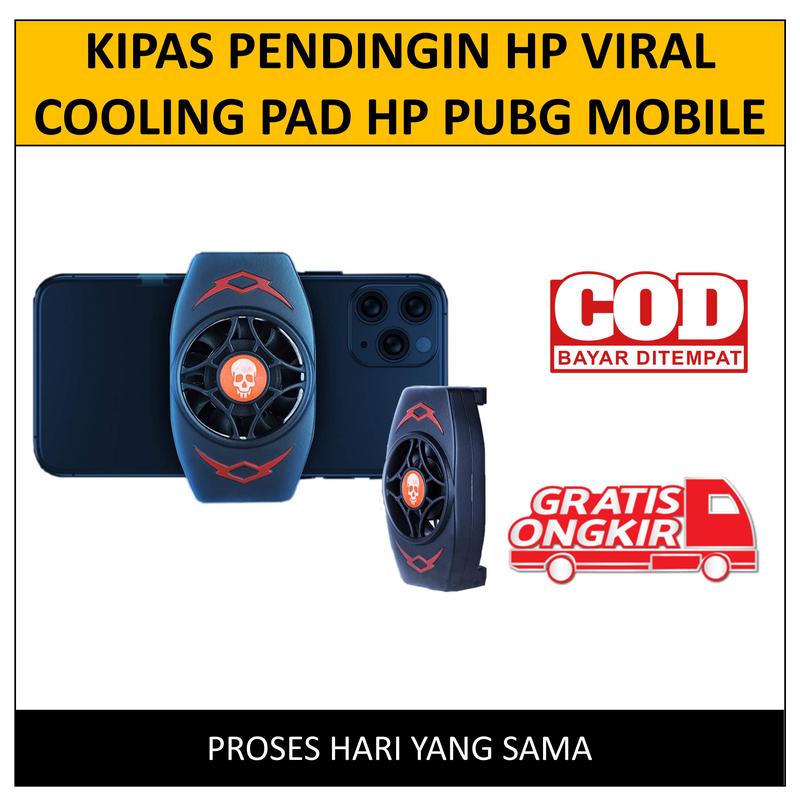 KIPAS PENDINGIN HP VIRAL
COOLING PAD HP PUBG MOBILE
COD
BAYAR DITEMPAT
GRATIS
ONGKIR
PROSES HARI YANG SAMA